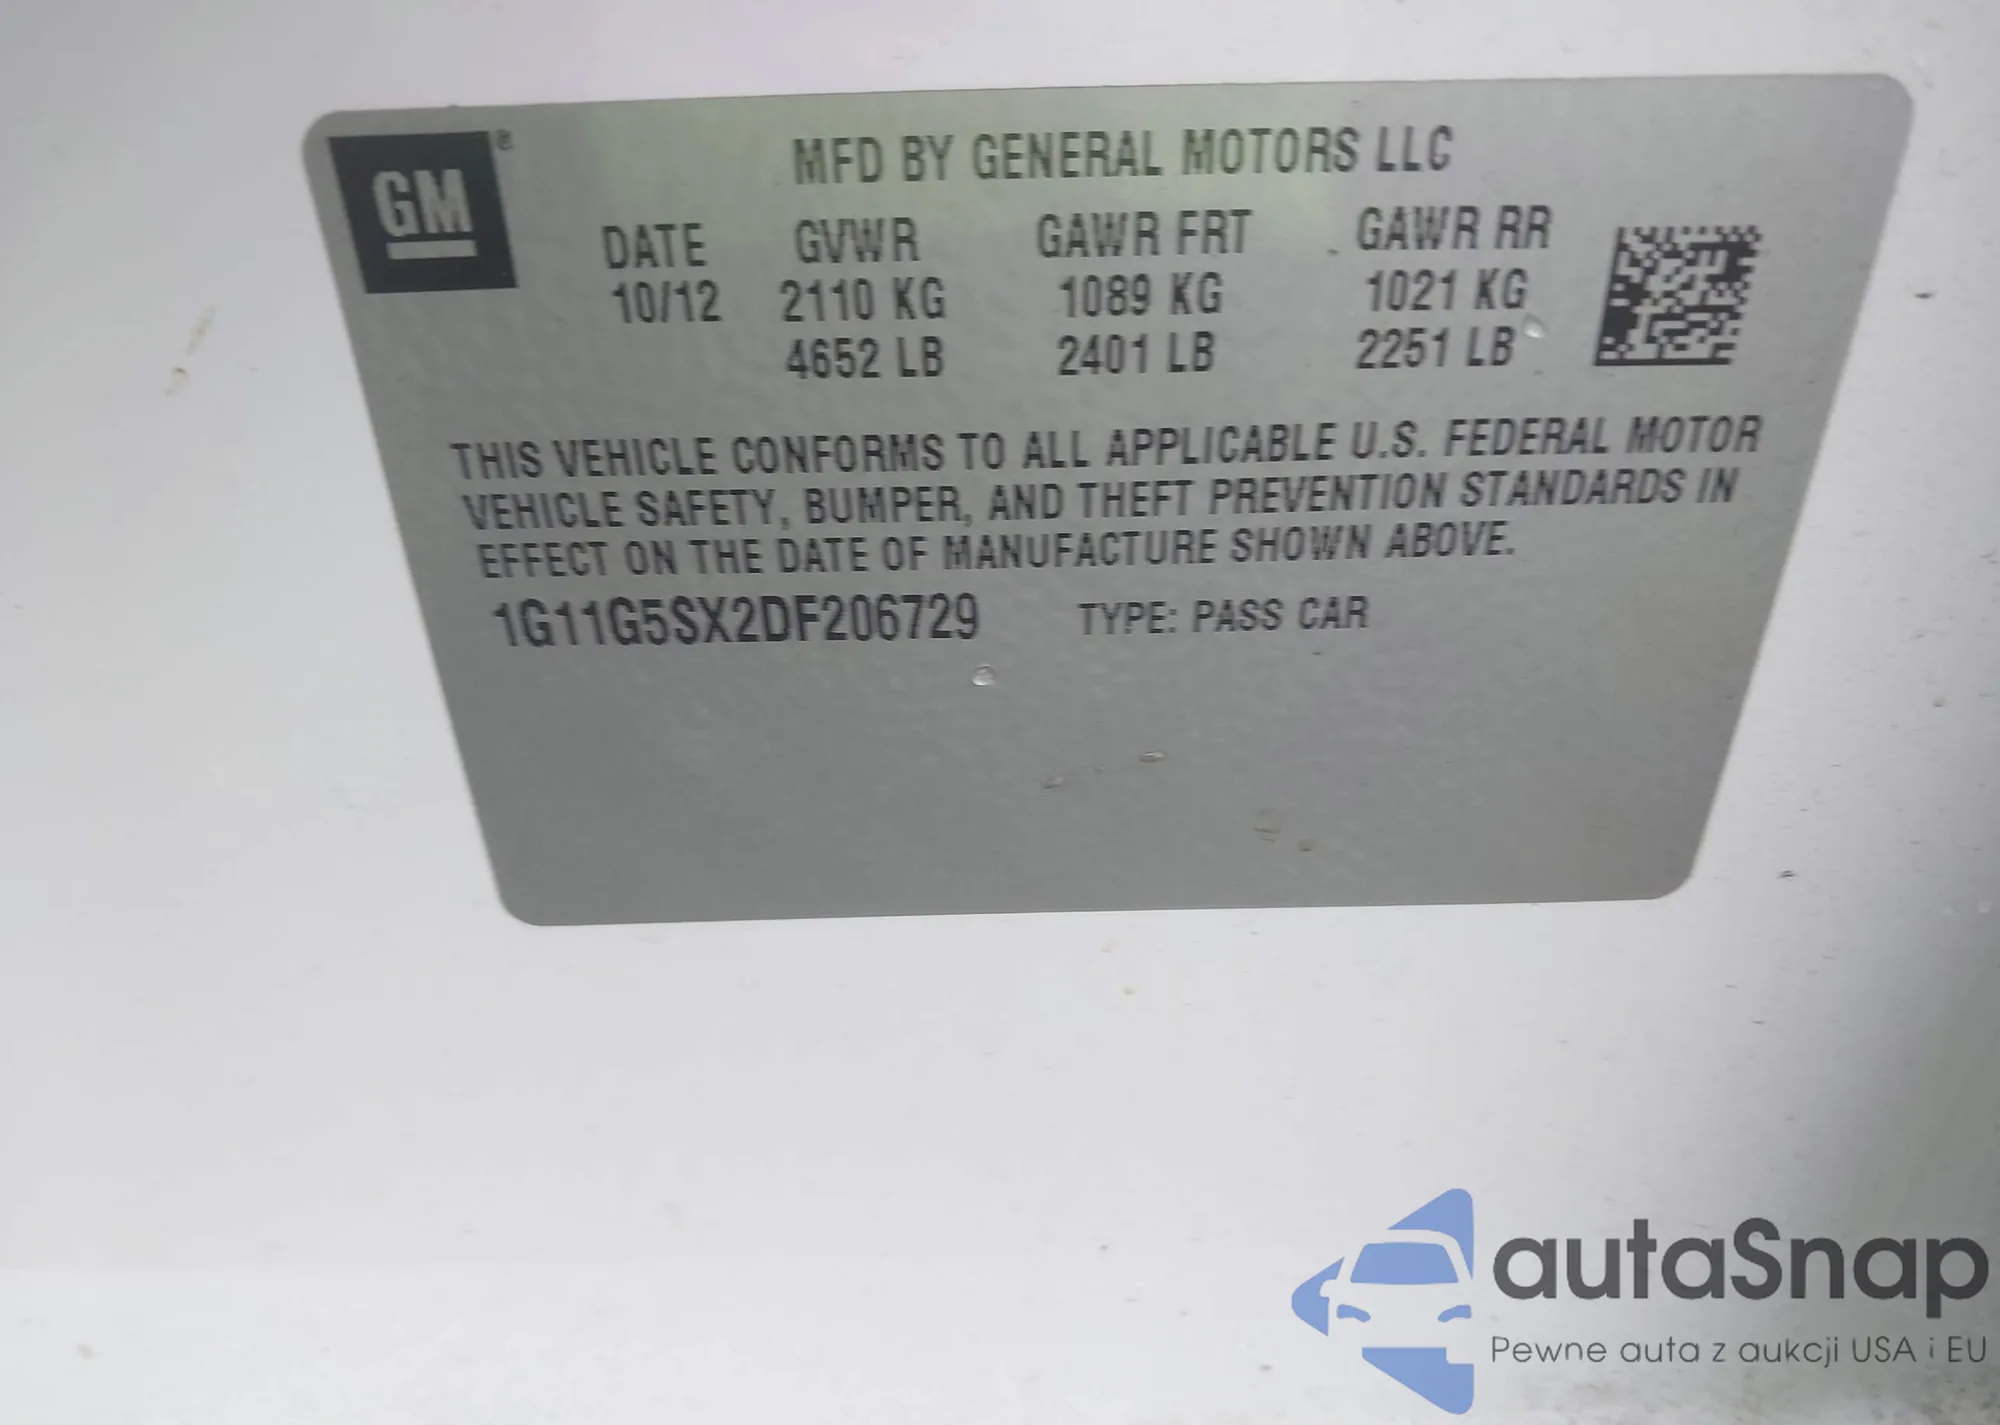 GM ®
MFD BY GENERAL MOTORS LLC
DATE GVWR GAWR FRT GAWR RR
10/12 2110 KG 1089 KG 1021 KG
4652 LB 2401 LB 2251 LB
THIS VEHICLE CONFORMS TO ALL APPLICABLE U.S. FEDERAL MOTOR
VEHICLE SAFETY, BUMPER, AND THEFT PREVENTION STANDARDS IN
EFFECT ON THE DATE OF MANUFACTURE SHOWN ABOVE.
1G11G5SX2DF206729 TYPE: PASS CAR
autaSnap
Pewne auta z aukcji USA i EU